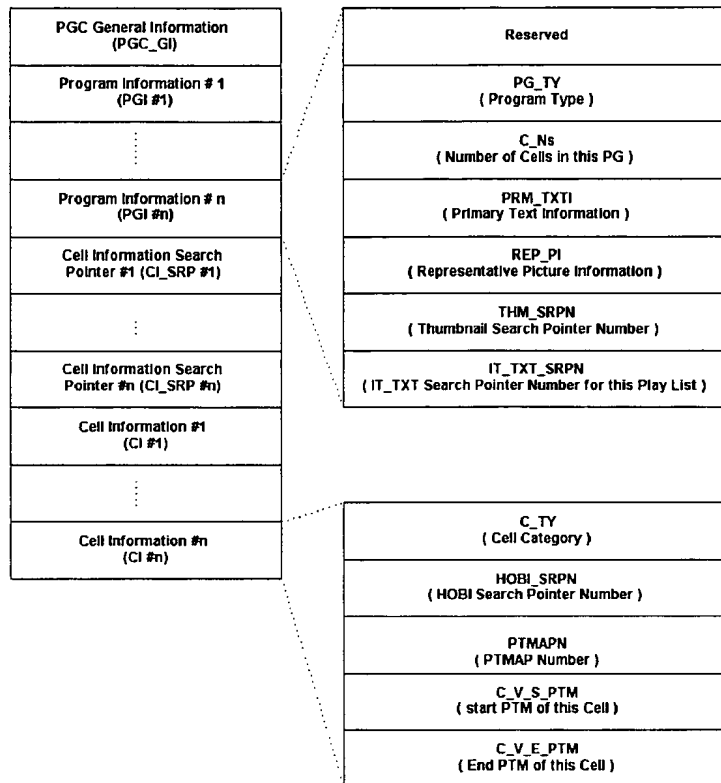 PGC General Information
(PGC_GI)
Program Information # 1
(PGI #1)
Program Information # n
(PGI #n)
Cell Information Search
Pointer #1 (CI_SRP #1)
Cell Information Search
Pointer #n (CI_SRP #n)
Cell Information #1
(CI #1)
Cell Information #n
(CI #n)
Reserved
PG_TY
( Program Type )
C_Ns
( Number of Cells in this PG )
PRM_TXTI
( Primary Text Information )
REP_PI
( Representative Picture Information )
THM_SRPN
( Thumbnail Search Pointer Number )
IT_TXT_SRPN
( IT_TXT Search Pointer Number for this Play List )
C_TY
( Cell Category )
HOBI_SRPN
( HOBI Search Pointer Number )
PTMAPN
( PTMAP Number )
C_V_S_PTM
( start PTM of this Cell )
C_V_E_PTM
( End PTM of this Cell )